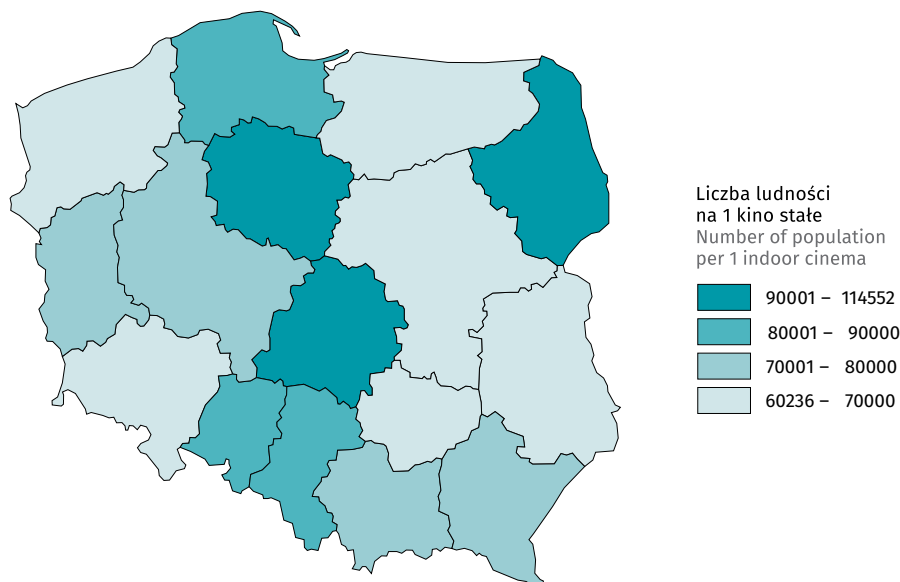 Liczba ludności
na 1 kino stałe
Number of population
per 1 indoor cinema
90001 – 114552
80001 – 90000
70001 – 80000
60236 – 70000